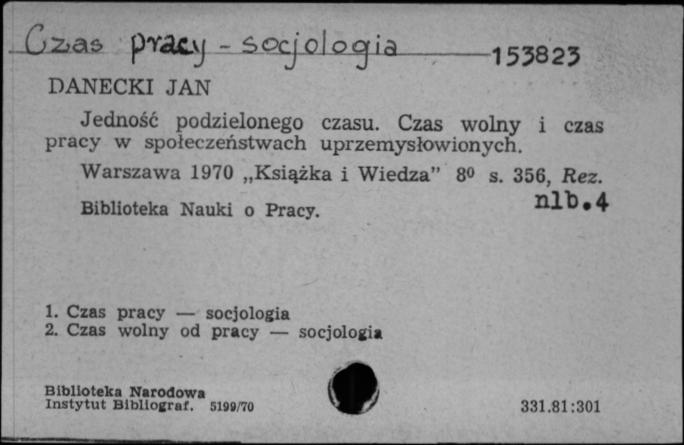 Czas pracy - socjologia 153823
DANECKI JAN
Jedność podzielonego czasu. Czas wolny i czas
pracy w społeczeństwach uprzemysłowionych.
Warszawa 1970 „Książka i Wiedza” 8⁰ s. 356, Rez.
nlb.4
Biblioteka Nauki o Pracy.
1. Czas pracy — socjologia
2. Czas wolny od pracy — socjologia
Biblioteka Narodowa
Instytut Bibliograf. 5199/70
331.81:301